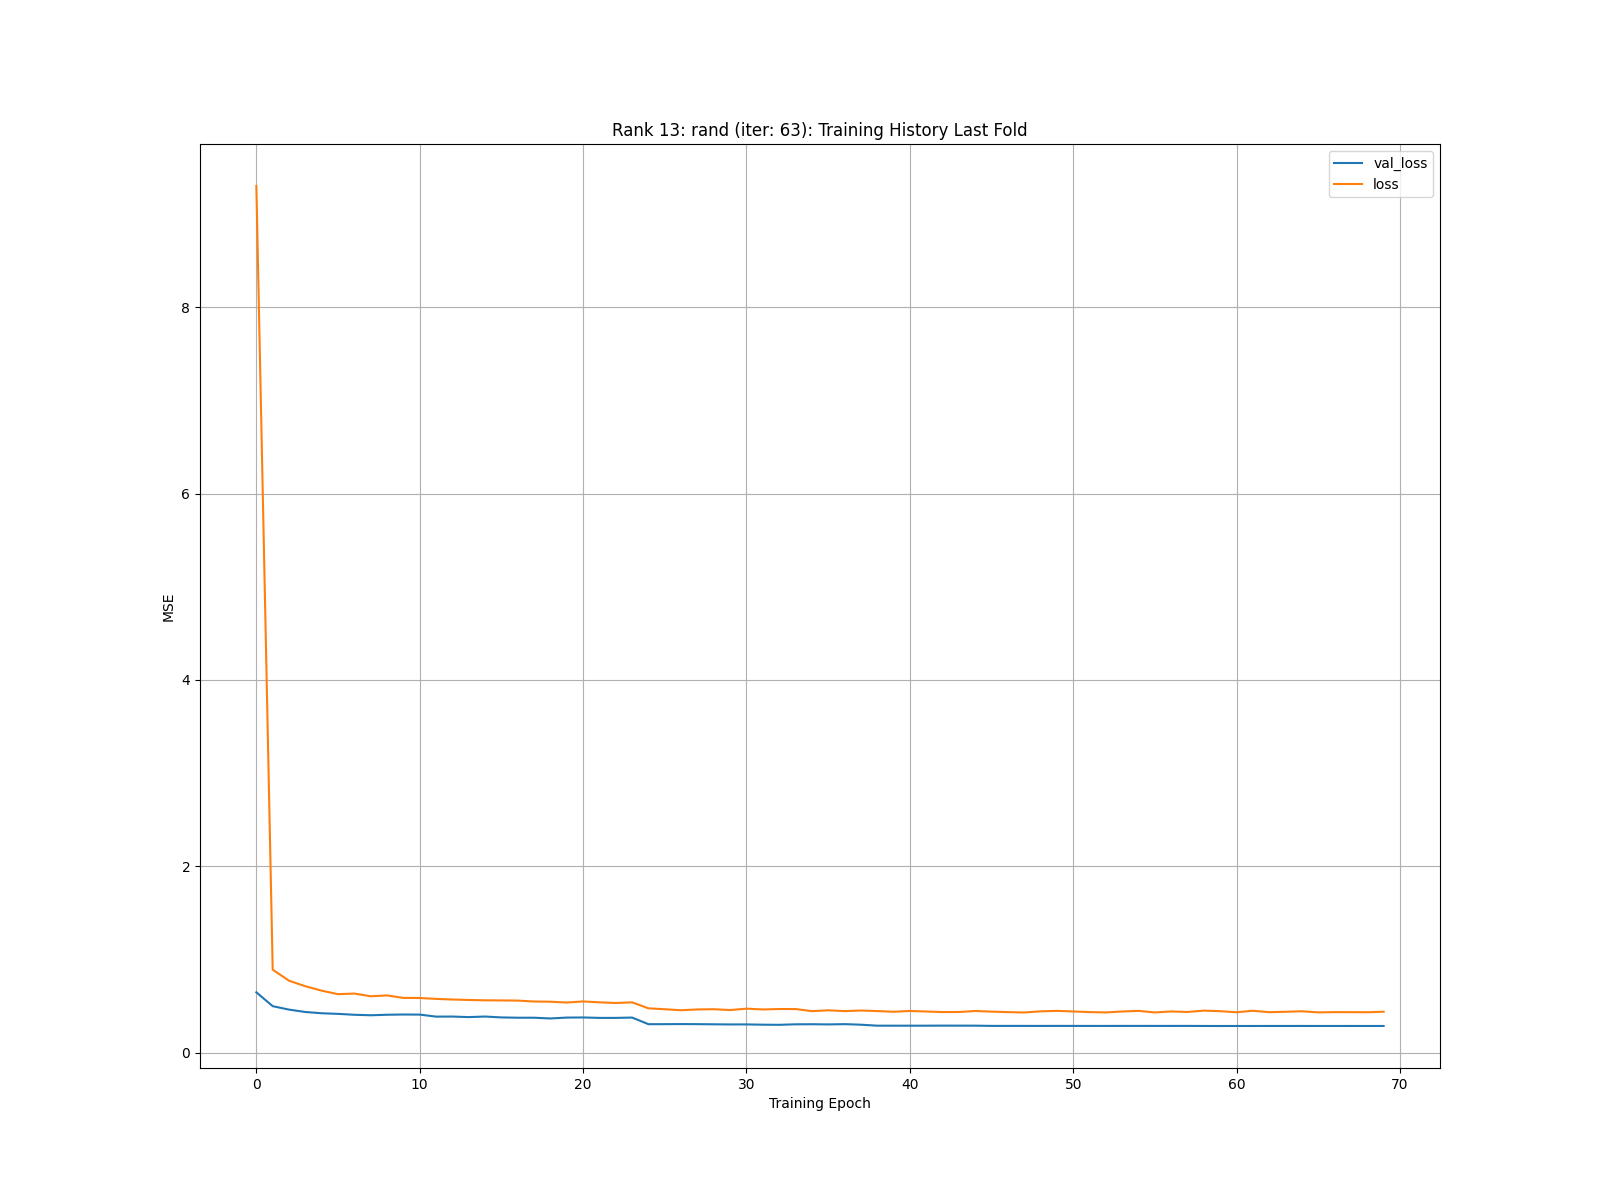 Rank 13: rand (iter: 63): Training History Last Fold
val_loss
loss
8
6
4
2
0
MSE
0 10 20 30 40 50 60 70
Training Epoch